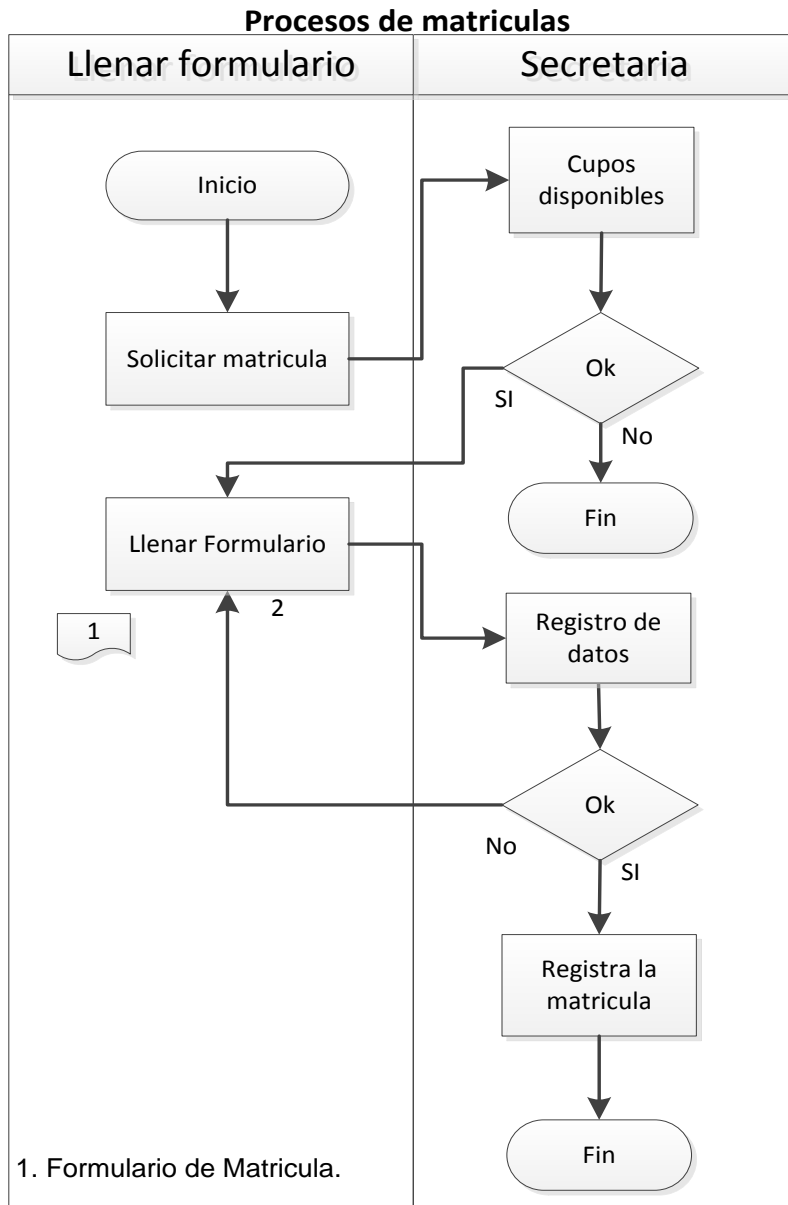 Procesos de matriculas
Llenar formulario
Secretaria
Inicio
Cupos
disponibles
Solicitar matricula
Ok
SI
No
Fin
Llenar Formulario
2
1
Registro de
datos
Ok
No
SI
Registra la
matricula
Fin
1. Formulario de Matricula.